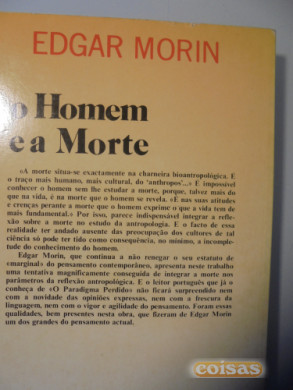 EDGAR MORIN
o Homem
e a Morte
«A morte situa-se exactamente na charneira bioantropológica. É
o traço mais humano, mais cultural, do 'anthropos'...» É impossível
conhecer o homem sem lhe estudar a morte, porque, talvez mais do
que na vida, é na morte que o homem se revela. «É nas suas atitudes
e crenças perante a morte que o homem exprime o que a vida tem de
mais fundamental.» Por isso, parece indispensável integrar a refle-
xão sobre a morte no estudo da antropologia. E o facto de essa
realidade ter andado ausente das preocupação dos cultores de tal
ciência só pode ter tido como consequência, no mínimo, a incomple-
tude do conhecimento do homem.
Edgar Morin, que continua a não renegar o seu estatuto de
«marginal» do pensamento contemporâneo, apresenta neste trabalho
uma tentativa magnificamente conseguida de integrar a morte nos
parâmetros da reflexão antropológica. E o leitor português que já o
conheça de «O Paradigma Perdido» não ficará surpreendido nem
com a novidade das opiniões expressas, nem com a frescura da
linguagem, nem com o vigor e agilidade do pensamento. Foram essas
qualidades, bem presentes nesta obra, que fizeram de Edgar Morin
um dos grandes do pensamento actual.
coisas